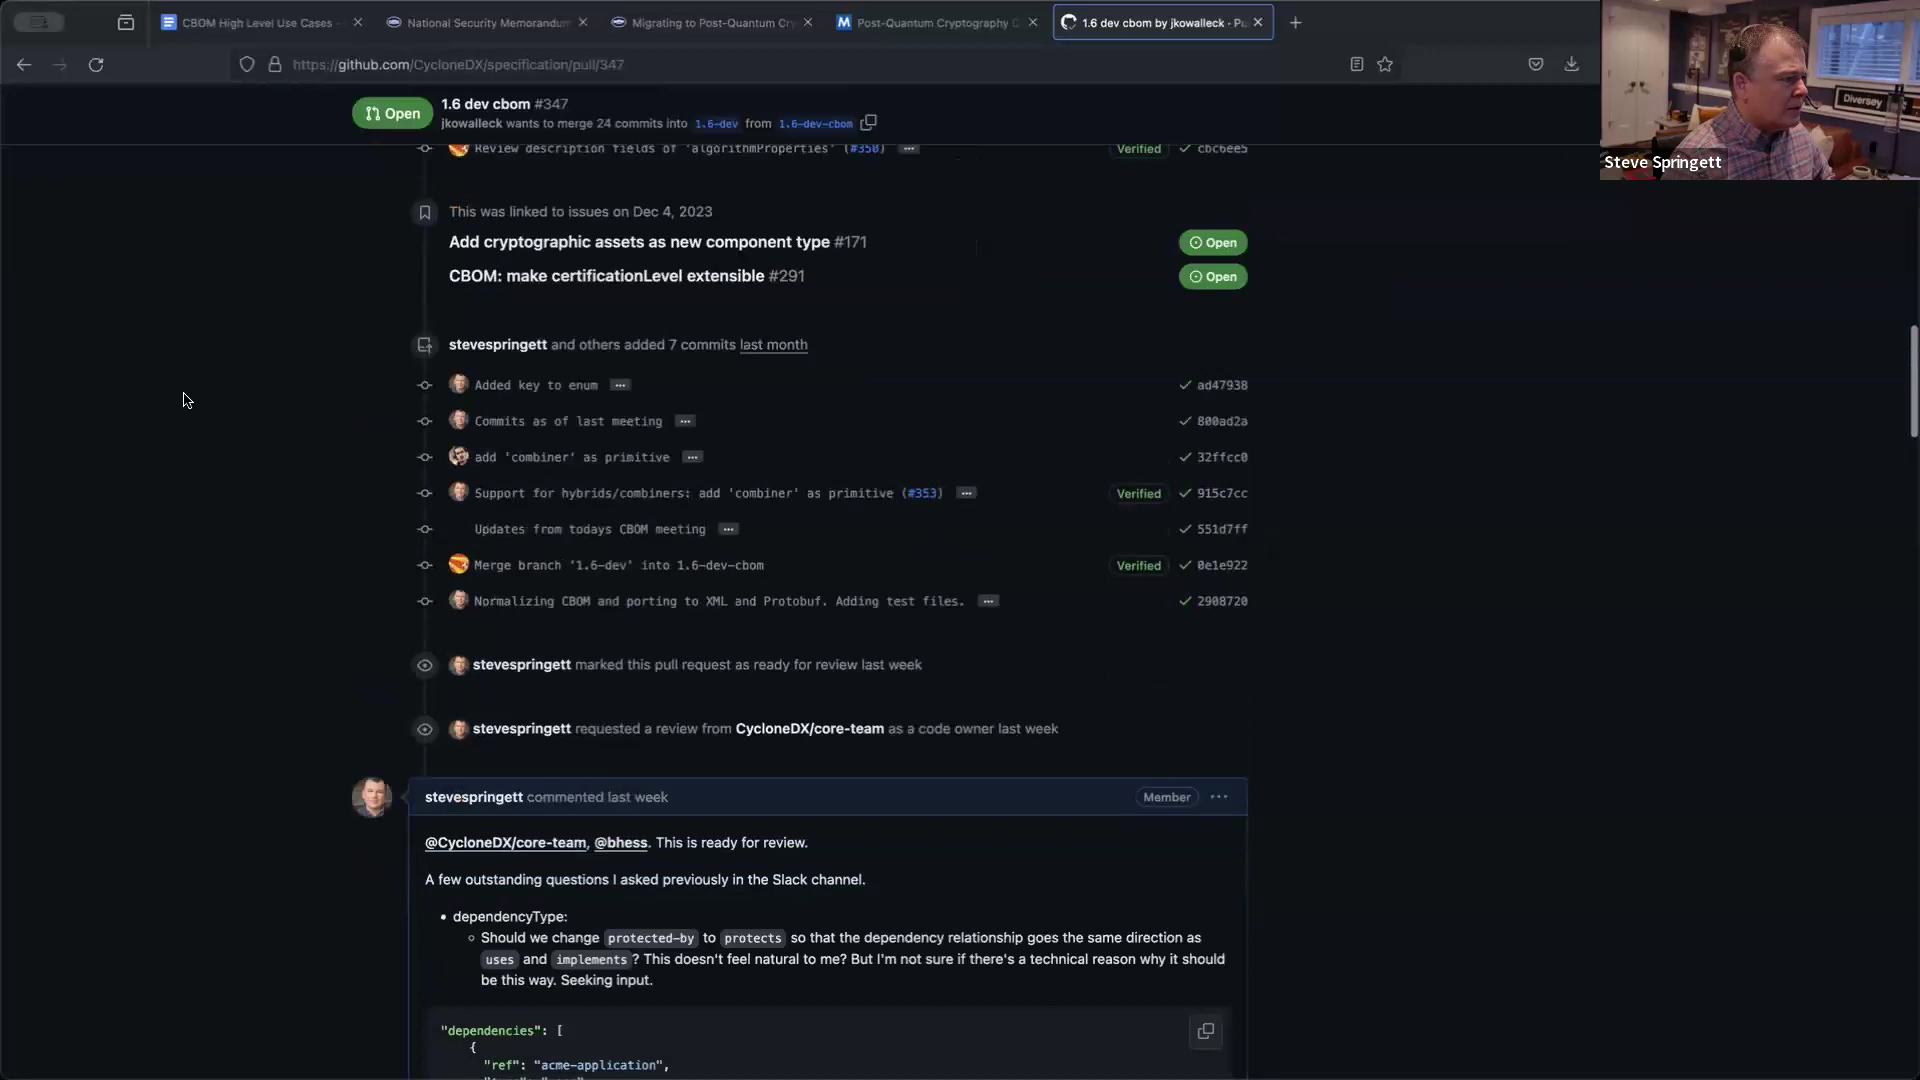 CBOM High Level Use Cases -
National Security Memorandum
Migrating to Post-Quantum Cry
Post-Quantum Cryptography C
1.6 dev cbom by jkowalleck · Pu
https://github.com/CycloneDX/specification/pull/347
Diversey
Steve Springett
Open
1.6 dev cbom #347
jkowalleck wants to merge 24 commits into 1.6-dev from 1.6-dev-cbom
Review description fields of 'algorithmProperties' (#350) ... Verified cbc6ee5
This was linked to issues on Dec 4, 2023
Add cryptographic assets as new component type #171 Open
CBOM: make certificationLevel extensible #291 Open
stevespringett and others added 7 commits last month
Added key to enum ... ad47938
Commits as of last meeting ... 800ad2a
add 'combiner' as primitive ... 32ffcc0
Support for hybrids/combiners: add 'combiner' as primitive (#353) ... Verified 915c7cc
Updates from todays CBOM meeting ... 551d7ff
Merge branch '1.6-dev' into 1.6-dev-cbom Verified 0e1e922
Normalizing CBOM and porting to XML and Protobuf. Adding test files. ... 2908720
stevespringett marked this pull request as ready for review last week
stevespringett requested a review from CycloneDX/core-team as a code owner last week
stevespringett commented last week Member ...
@CycloneDX/core-team, @bhess. This is ready for review.
A few outstanding questions I asked previously in the Slack channel.
• dependencyType:
○ Should we change protected-by to protects so that the dependency relationship goes the same direction as
uses and implements? This doesn't feel natural to me? But I'm not sure if there's a technical reason why it should
be this way. Seeking input.
"dependencies": [
{
"ref": "acme-application",